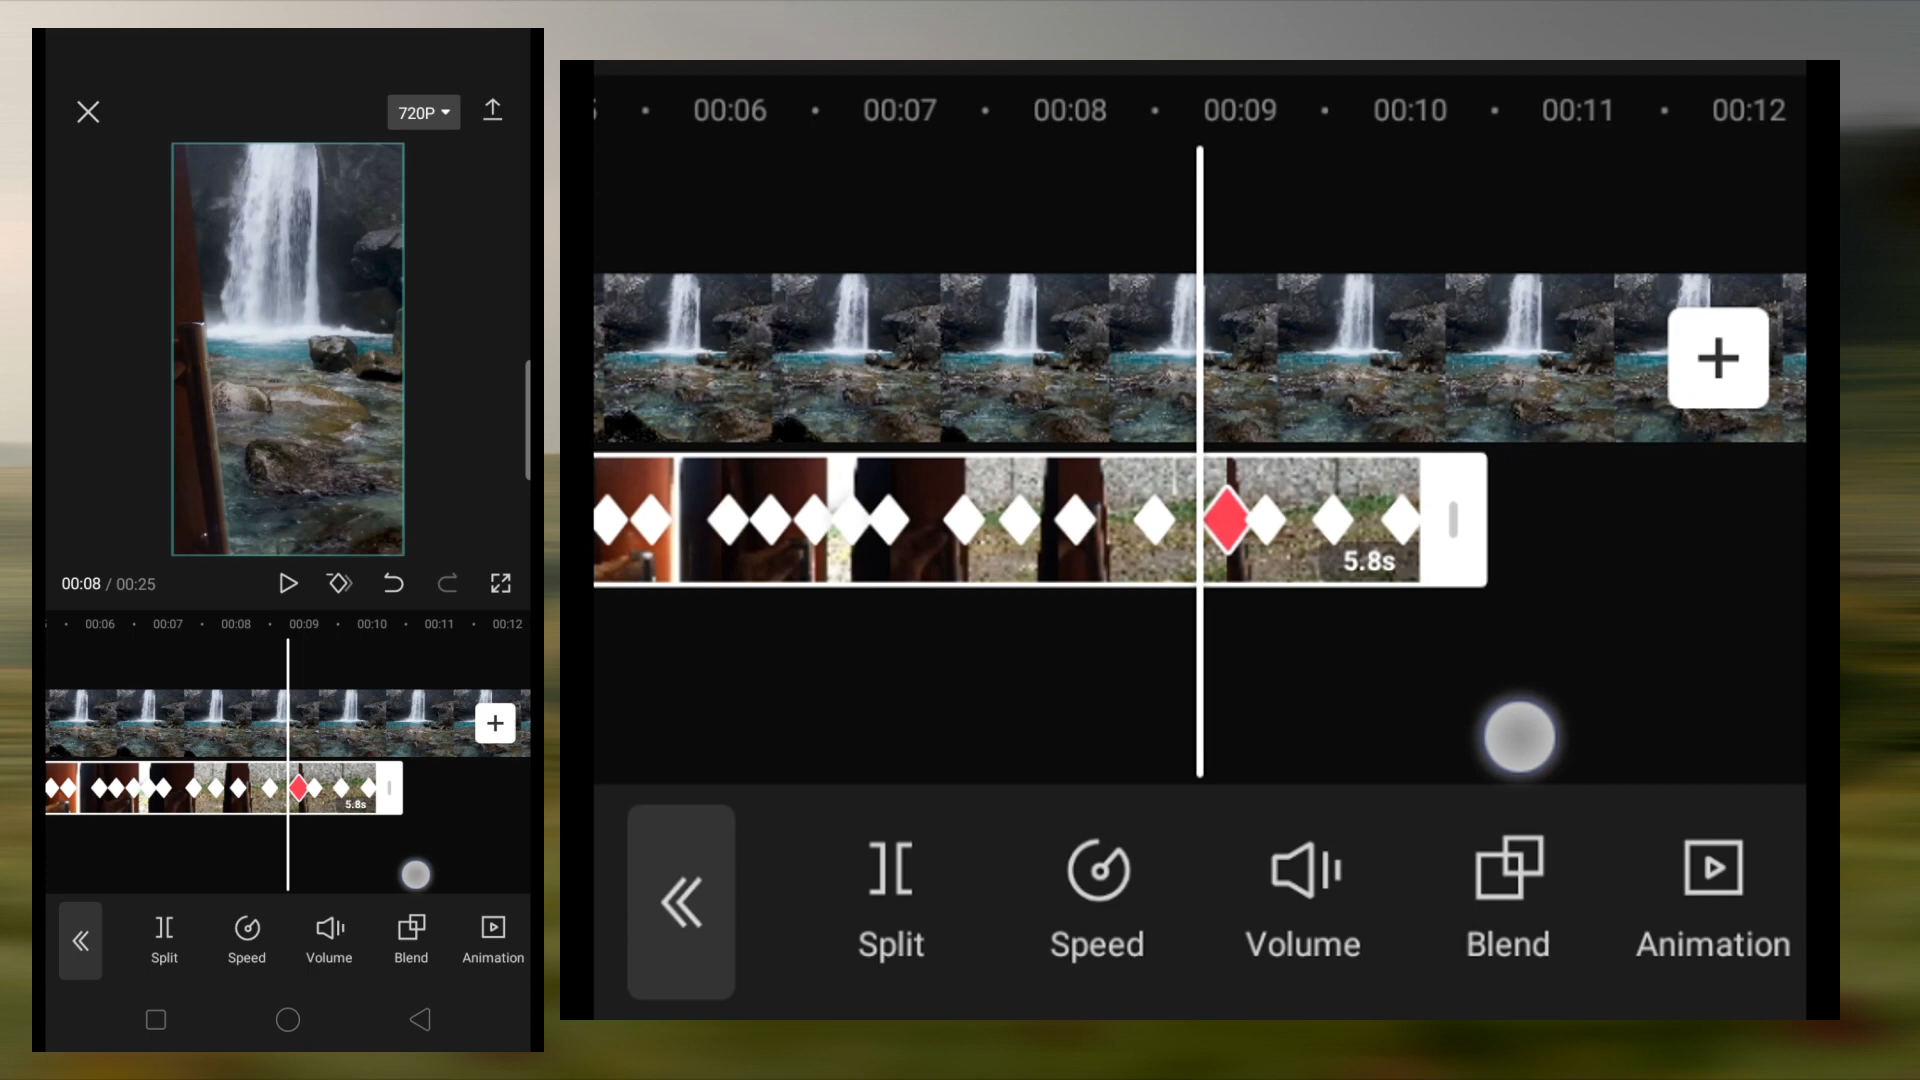 720P
00:08 / 00:25
00:06 00:07 00:08 00:09 00:10 00:11 00:12
5.8s
Split Speed Volume Blend Animation
00:06 00:07 00:08 00:09 00:10 00:11 00:12
5.8s
Split Speed Volume Blend Animation